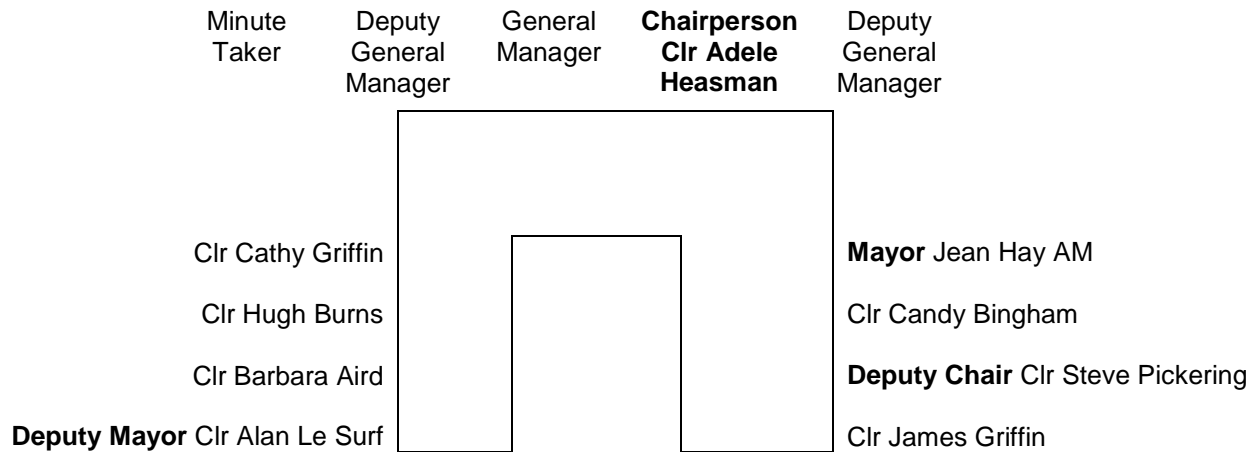 Minute Taker
Deputy General Manager
General Manager
Chairperson Clr Adele Heasman
Deputy General Manager
Clr Cathy Griffin
Mayor Jean Hay AM
Clr Hugh Burns
Clr Candy Bingham
Clr Barbara Aird
Deputy Chair Clr Steve Pickering
Deputy Mayor Clr Alan Le Surf
Clr James Griffin